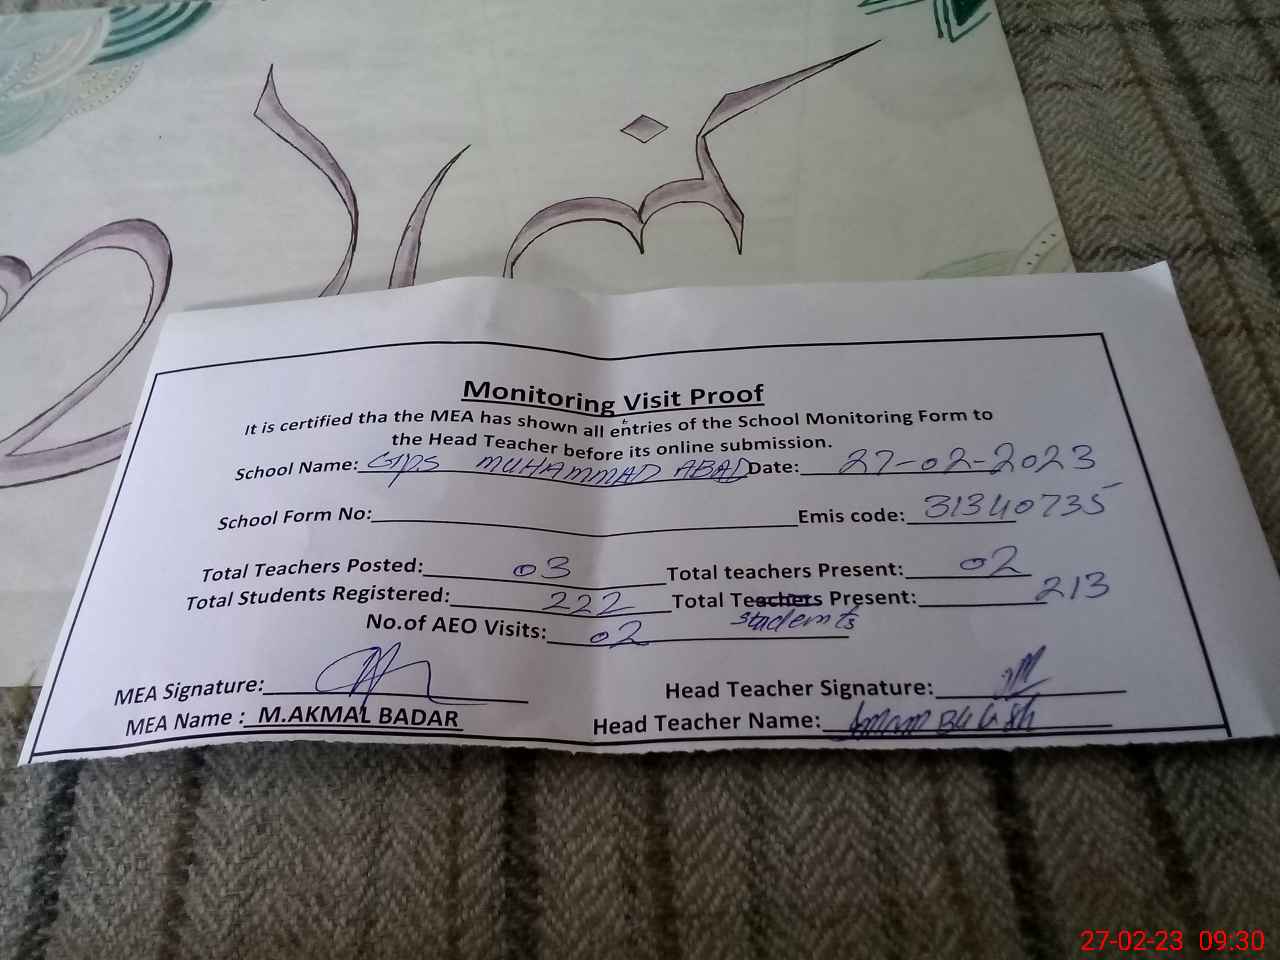 Monitoring Visit Proof
It is certified tha the MEA has shown all entries of the School Monitoring Form to
the Head Teacher before its online submission.
School Name: GPS MUHAMMAD ABAD Date: 27-02-2023
School Form No: Emis code: 31340735
Total Teachers Posted: 03 Total teachers Present: 02
Total Students Registered: 222 Total Teachers Present: 213
students
No.of AEO Visits: 02
MEA Signature: Head Teacher Signature:
MEA Name : M.AKMAL BADAR Head Teacher Name: Imam Bukhsh
27-02-23 09:30